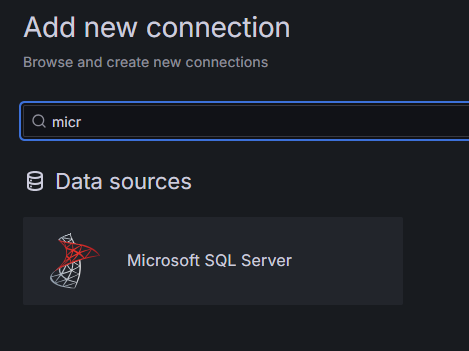 Add new connection
Browse and create new connections
micr
Data sources
Microsoft SQL Server